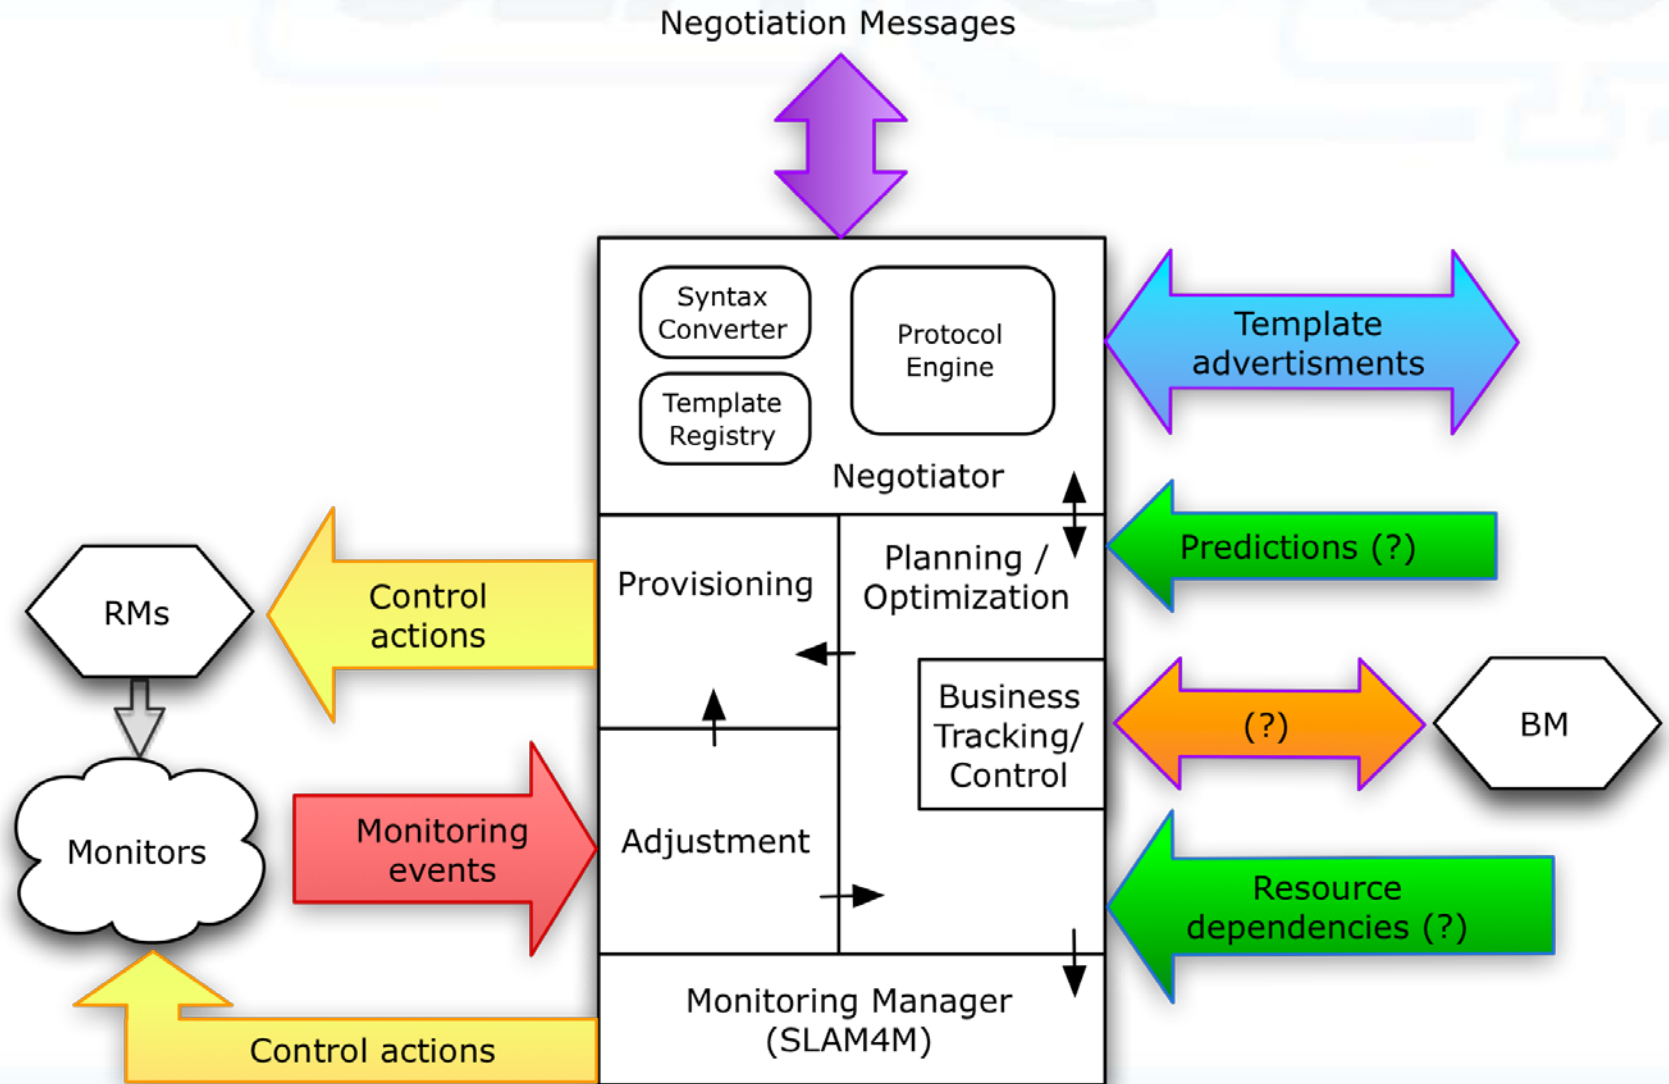 Negotiation Messages
Syntax
Converter
Protocol
Engine
Template
Registry
Negotiator
Template
advertisments
Provisioning
Planning /
Optimization
Predictions (?)
RMs
Control
actions
Business
Tracking/
Control
(?)
BM
Monitors
Monitoring
events
Adjustment
Resource
dependencies (?)
Monitoring Manager
(SLAM4M)
Control actions